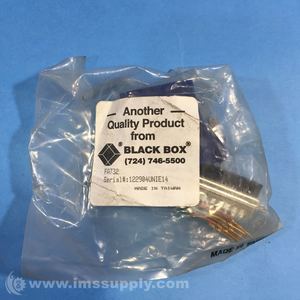 Another
Quality Product
from
BLACK BOX®
(724) 746-5500
FA732
Serial#:122984UNIE14
MADE IN TAIWAN
MADE IN
www.imssupply.com